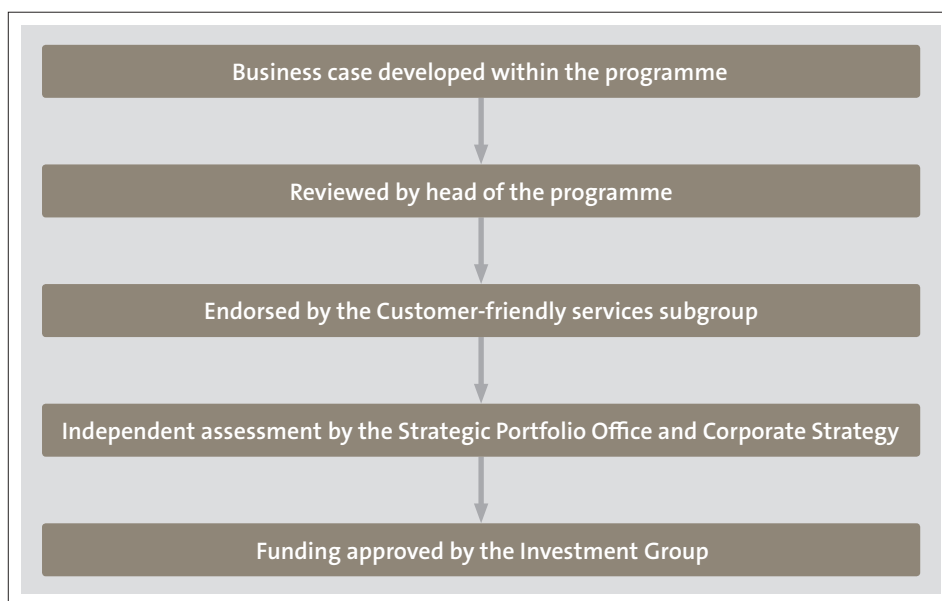 Business case developed within the programme
Reviewed by head of the programme
Endorsed by the Customer-friendly services subgroup
Independent assessment by the Strategic Portfolio Office and Corporate Strategy
Funding approved by the Investment Group